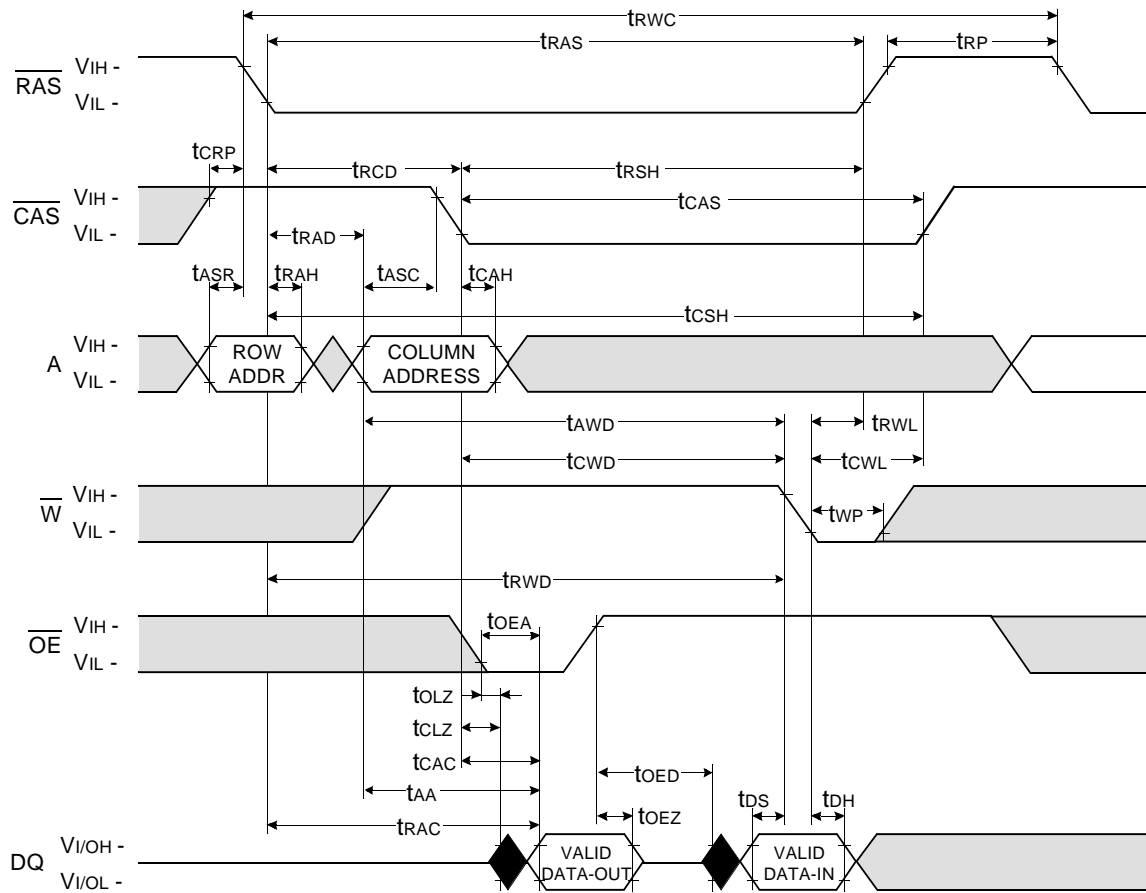 tRWC
tRAS
tRP
RAS
VIH -
VIL -
tCRP
tRCD
tRSH
CAS
VIH -
VIL -
tCAS
tRAD
tASR
tRAH
tASC
tCAH
tCSH
A
VIH -
VIL -
ROW
ADDR
COLUMN
ADDRESS
tAWD
tRWL
tCWD
tCWL
W
VIH -
VIL -
tWP
tRWD
OE
VIH -
VIL -
tOEA
tOLZ
tCLZ
tCAC
tOED
tAA
tOEZ
tDS
tDH
tRAC
DQ
VI/OH -
VI/OL -
VALID
DATA-OUT
VALID
DATA-IN